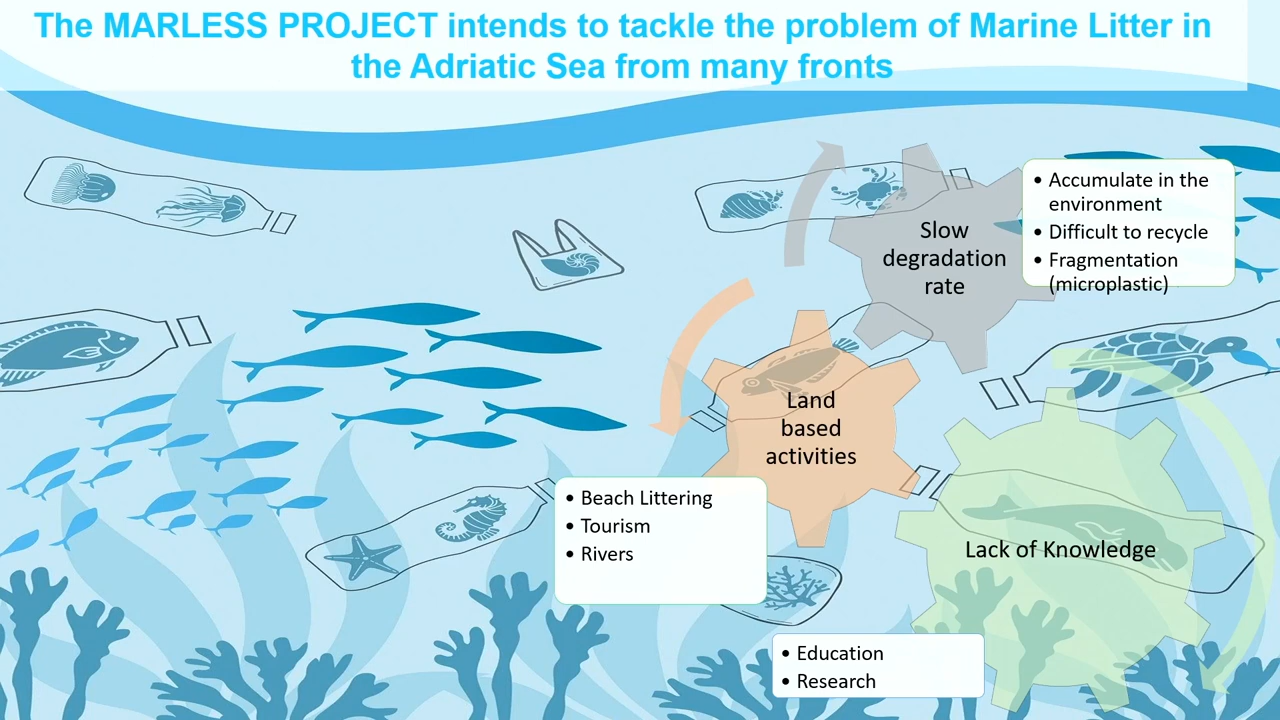 The MARLESS PROJECT intends to tackle the problem of Marine Litter in
the Adriatic Sea from many fronts
Slow
degradation
rate
• Accumulate in the
environment
• Difficult to recycle
• Fragmentation
(microplastic)
Land
based
activities
• Beach Littering
• Tourism
• Rivers
Lack of Knowledge
• Education
• Research